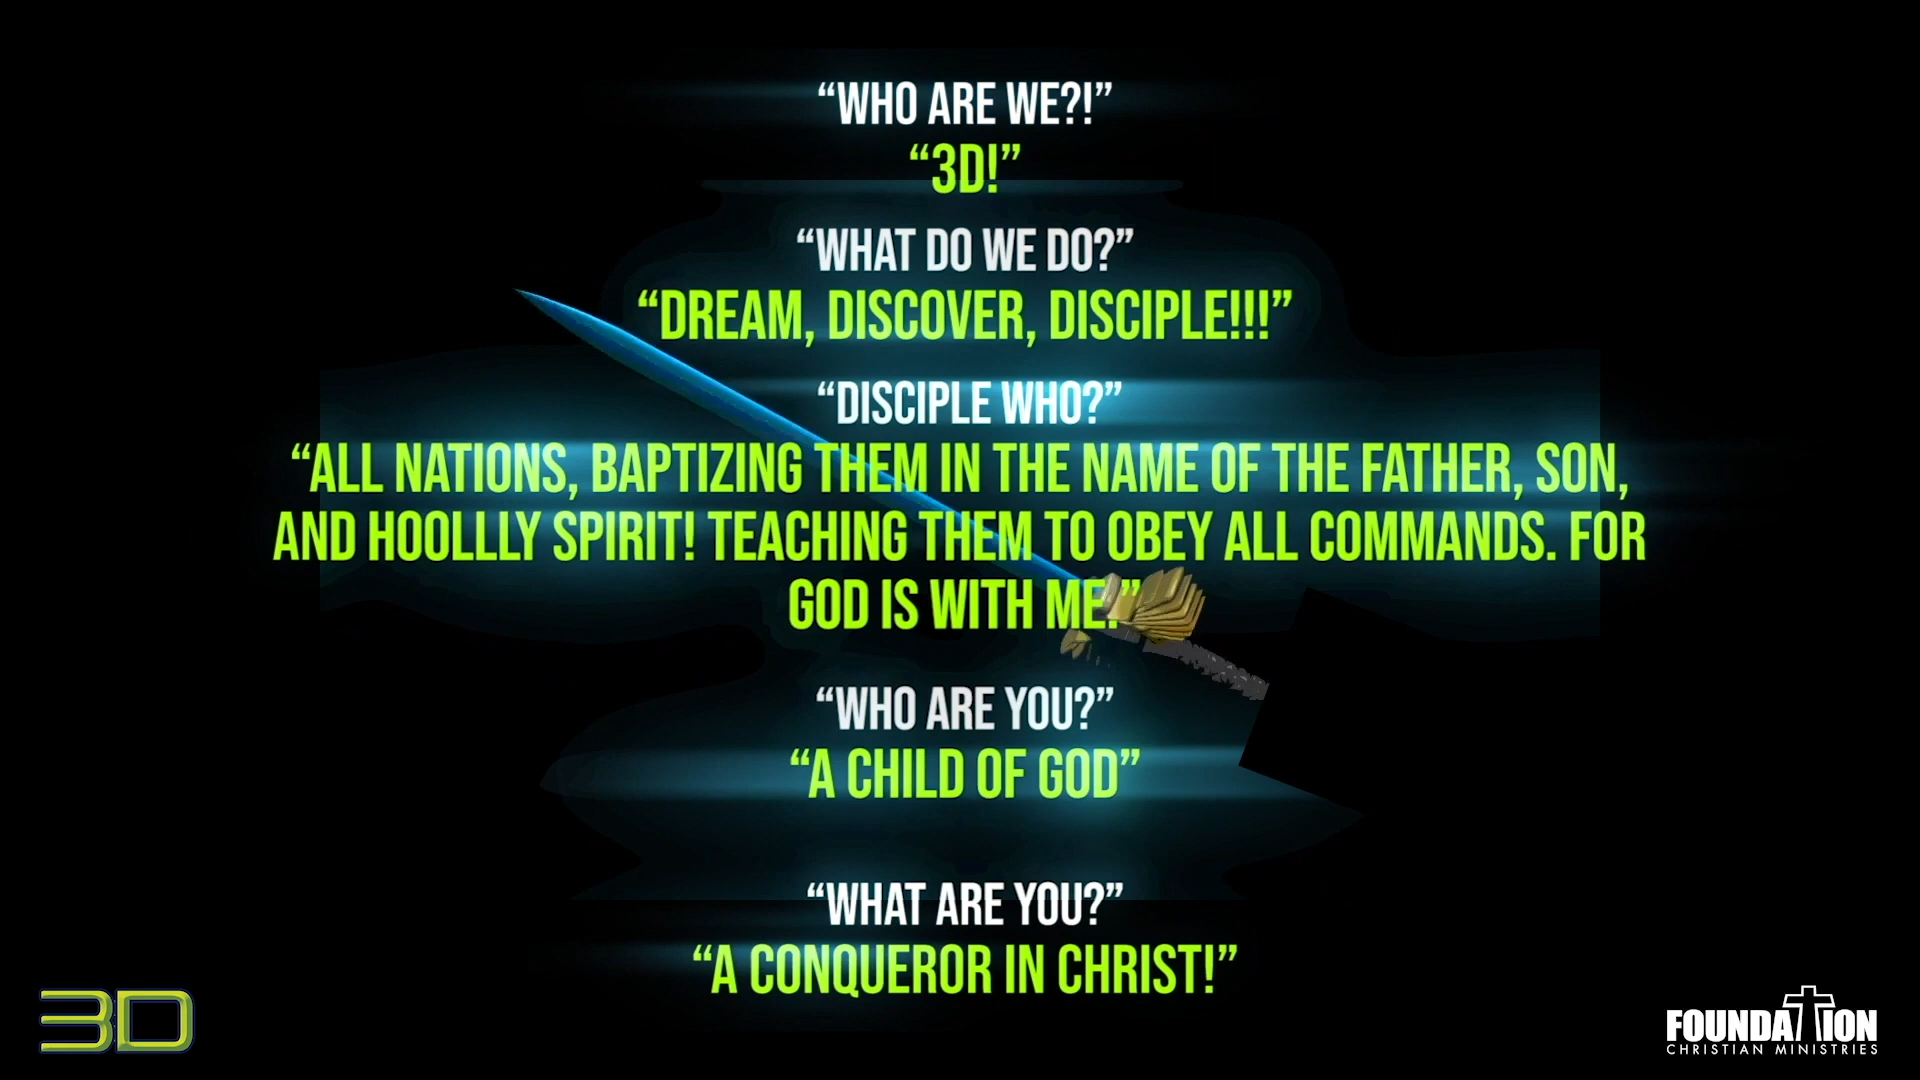 “WHO ARE WE?!”
“3D!”
“WHAT DO WE DO?”
“DREAM, DISCOVER, DISCIPLE!!!”
“DISCIPLE WHO?”
“ALL NATIONS, BAPTIZING THEM IN THE NAME OF THE FATHER, SON,
AND HOOLLLY SPIRIT! TEACHING THEM TO OBEY ALL COMMANDS. FOR
GOD IS WITH ME.”
“WHO ARE YOU?”
“A CHILD OF GOD”
“WHAT ARE YOU?”
“A CONQUEROR IN CHRIST!”
3D
FOUNDATION
CHRISTIAN MINISTRIES